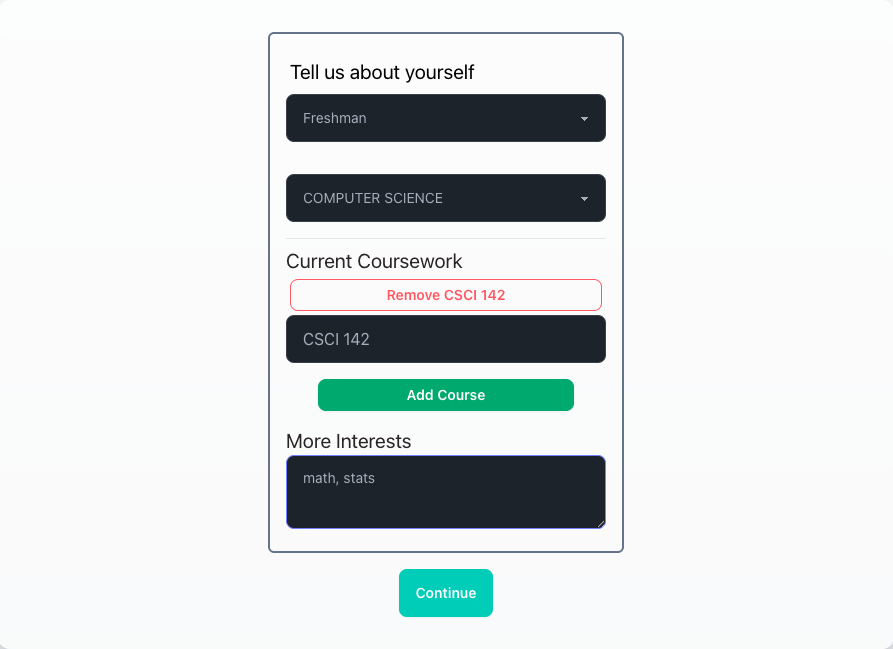 Tell us about yourself
Freshman
COMPUTER SCIENCE
Current Coursework
Remove CSCI 142
CSCI 142
Add Course
More Interests
math, stats
Continue